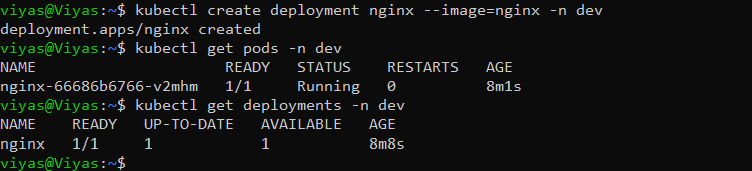 viyas@Viyas:~$ kubectl create deployment nginx --image=nginx -n dev
deployment.apps/nginx created
viyas@Viyas:~$ kubectl get pods -n dev
NAME                     READY   STATUS    RESTARTS   AGE
nginx-66686b6766-v2mhm   1/1     Running   0          8m1s
viyas@Viyas:~$ kubectl get deployments -n dev
NAME    READY   UP-TO-DATE   AVAILABLE   AGE
nginx   1/1     1            1           8m8s
viyas@Viyas:~$